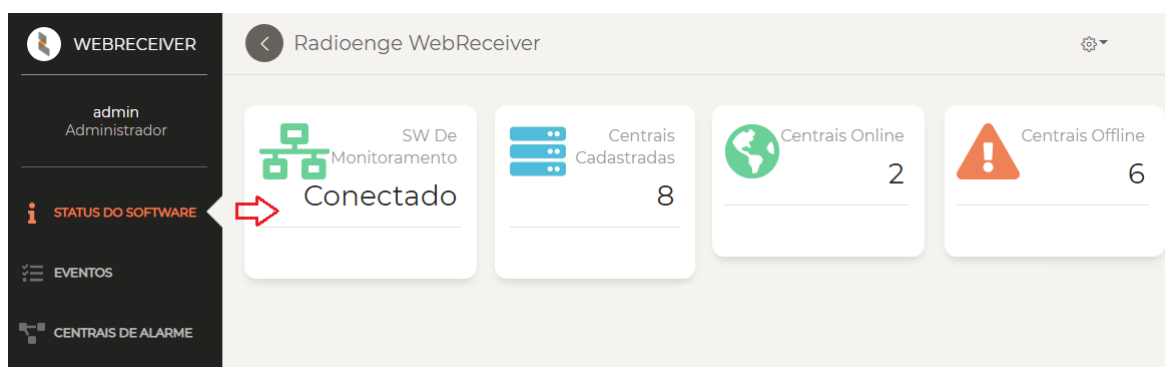 WEBRECEIVER
Radioenge WebReceiver
admin
Administrador
STATUS DO SOFTWARE
EVENTOS
CENTRAIS DE ALARME
SW De
Monitoramento
Conectado
Centrais
Cadastradas
8
Centrais Online
2
Centrais Offline
6